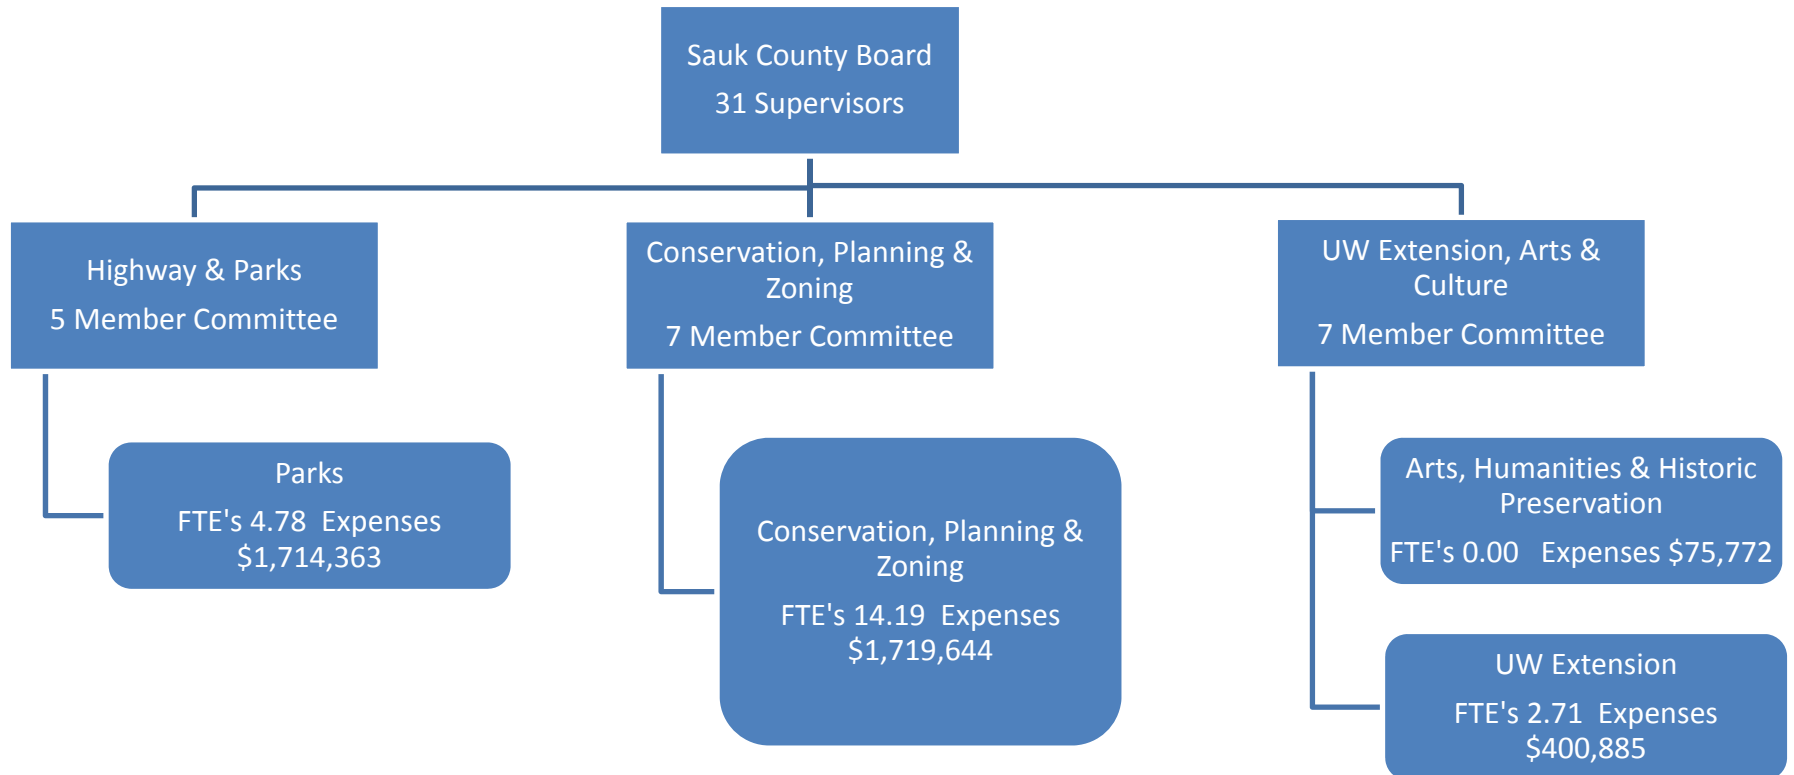 Sauk County Board
31 Supervisors
Highway & Parks
5 Member Committee
Conservation, Planning &
Zoning
7 Member Committee
UW Extension, Arts &
Culture
7 Member Committee
Parks
FTE's 4.78  Expenses
$1,714,363
Conservation, Planning &
Zoning
FTE's 14.19  Expenses
$1,719,644
Arts, Humanities & Historic
Preservation
FTE's 0.00   Expenses $75,772
UW Extension
FTE's 2.71  Expenses
$400,885